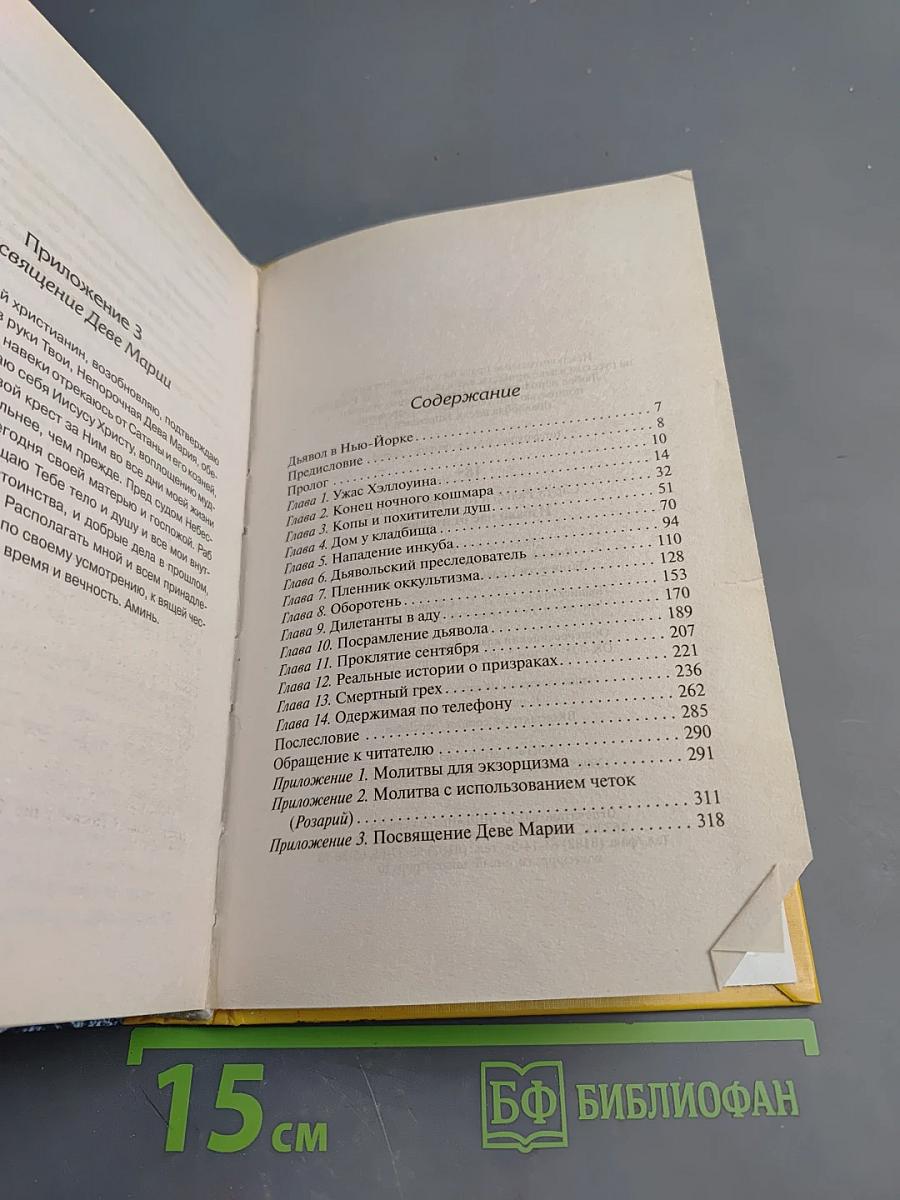 Приложение 3
священие Деве Марии
й христианин, возобновляю, подтверждаю
в руки Твои, Непорочная Дева Мария, обе-
навеки отрекаюсь от Сатаны и его козней,
аю себя Иисусу Христу, воплощению муд-
вой крест за Ним во все дни моей жизни
льнее, чем прежде. Пред судом Небес-
егодня своей матерью и госпожой. Раб
щаю Тебе тело и душу и все мои внут-
тоинства, и добрые дела в прошлом,
Располагать мной и всем принадле-
по своему усмотрению, к вящей чес-
время и вечность. Аминь.
Содержание
Дьявол в Нью-Йорке 7
Предисловие 8
Пролог 10
Глава 1. Ужас Хэллоуина 14
Глава 2. Конец ночного кошмара 32
Глава 3. Копы и похитители душ 51
Глава 4. Дом у кладбища 70
Глава 5. Нападение инкуба 94
Глава 6. Дьявольский преследователь 110
Глава 7. Пленник оккультизма 128
Глава 8. Оборотень 153
Глава 9. Дилетанты в аду 170
Глава 10. Посрамление дьявола 189
Глава 11. Проклятие сентября 207
Глава 12. Реальные истории о призраках 221
Глава 13. Смертный грех 236
Глава 14. Одержимая по телефону 262
Послесловие 285
Обращение к читателю 290
Приложение 1. Молитвы для экзорцизма 291
Приложение 2. Молитва с использованием четок
(Розарий) 311
Приложение 3. Посвящение Деве Марии 318
15 см
БФ БИБЛИОФАН